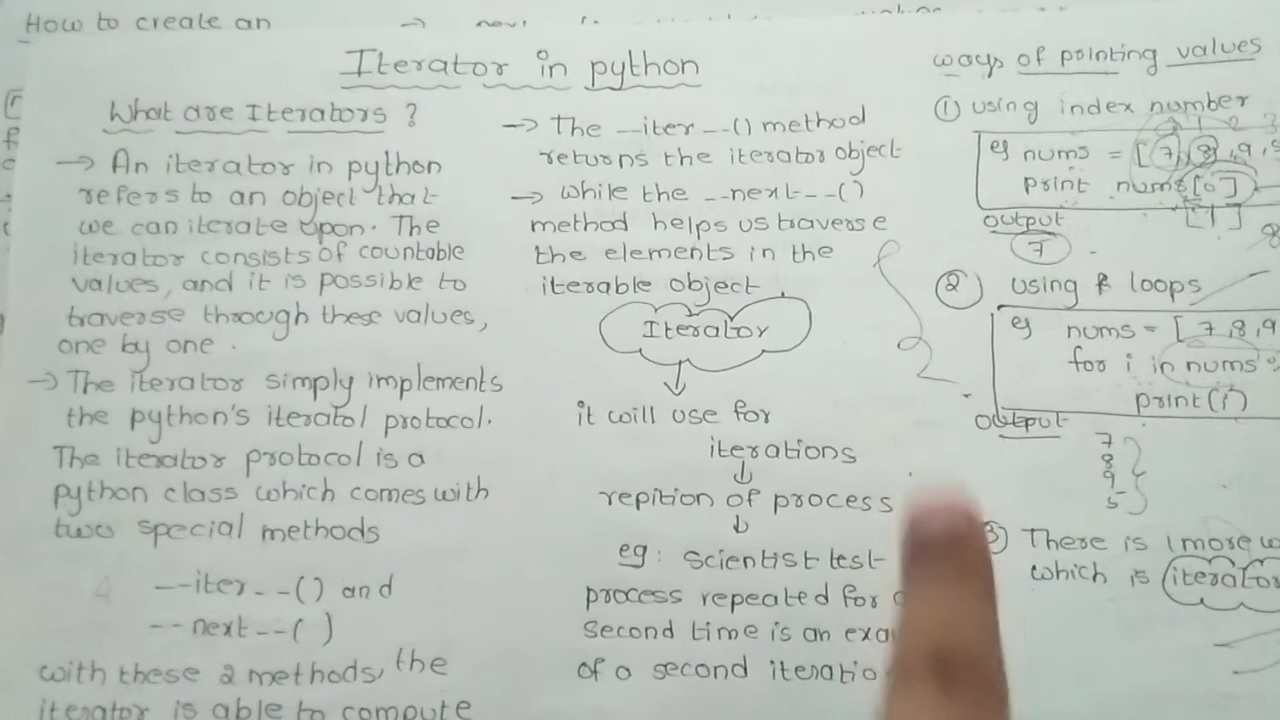 How to create an
Iterator in python
What are Iterators ?
→ An iterator in python
refers to an object that
we can iterate upon. The
iterator consists of countable
values, and it is possible to
traverse through these values,
one by one.
→ The iterator simply implements
the python's iteratol protocol.
The iterator protocol is a
python class which comes with
two special methods
--iter--() and
--next--()
with these 2 methods, the
iterator is able to compute
→ The --iter--() method
returns the iterator object
→ while the --next--()
method helps us traverse
the elements in the
iterable object.
Iterator
it will use for
iterations
repition of process
eg: scientist test
process repeated for
second time is an
of a second
ways of printing values
① using index number
eg nums = [7,8,9,5
print nums[0]
[1]
output
7
② using loops
eg nums = [7,8,9
for i in nums:
print(i)
output
7
8
9
5
③ There is 1 more
which is iterator